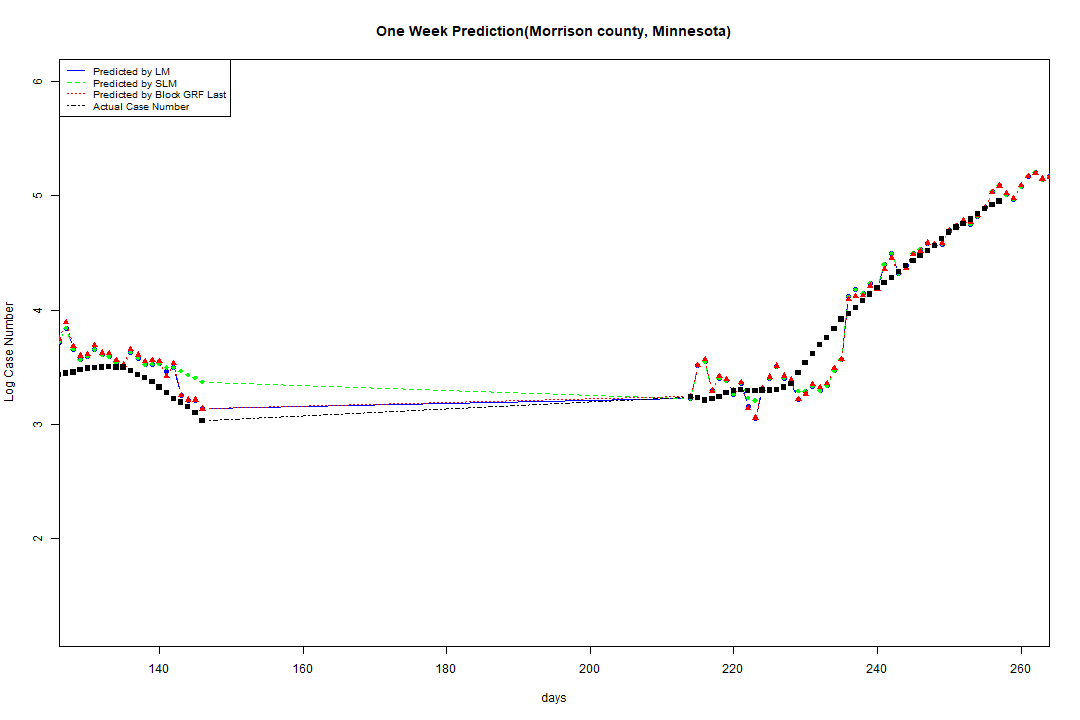 One Week Prediction(Morrison county, Minnesota)
Predicted by LM
Predicted by SLM
Predicted by Block GRF Last
Actual Case Number
6
5
4
3
2
Log Case Number
140 160 180 200 220 240 260
days